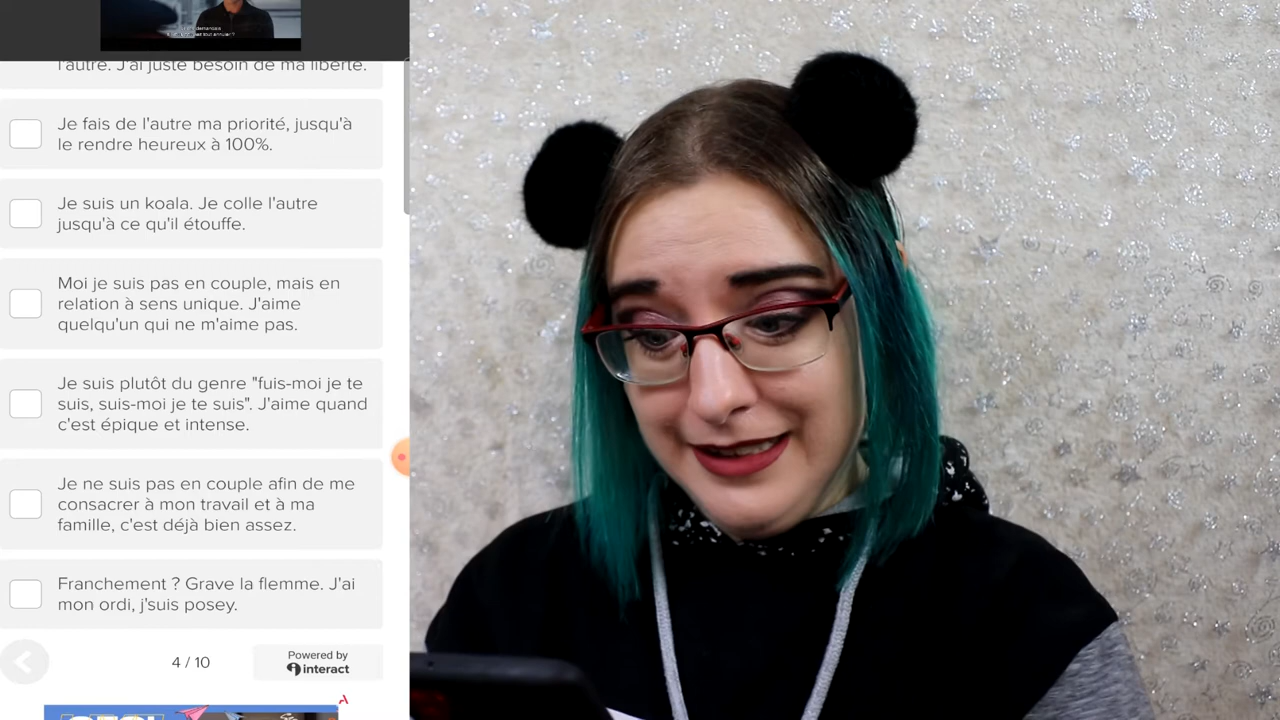 l'autre. J'ai juste besoin de ma liberté.
Je fais de l'autre ma priorité, jusqu'à
le rendre heureux à 100%.
Je suis un koala. Je colle l'autre
jusqu'à ce qu'il étouffe.
Moi je suis pas en couple, mais en
relation à sens unique. J'aime
quelqu'un qui ne m'aime pas.
Je suis plutôt du genre "fuis-moi je te
suis, suis-moi je te suis". J'aime quand
c'est épique et intense.
Je ne suis pas en couple afin de me
consacrer à mon travail et à ma
famille, c'est déjà bien assez.
Franchement ? Grave la flemme. J'ai
mon ordi, j'suis posey.
4 / 10
Powered by
interact